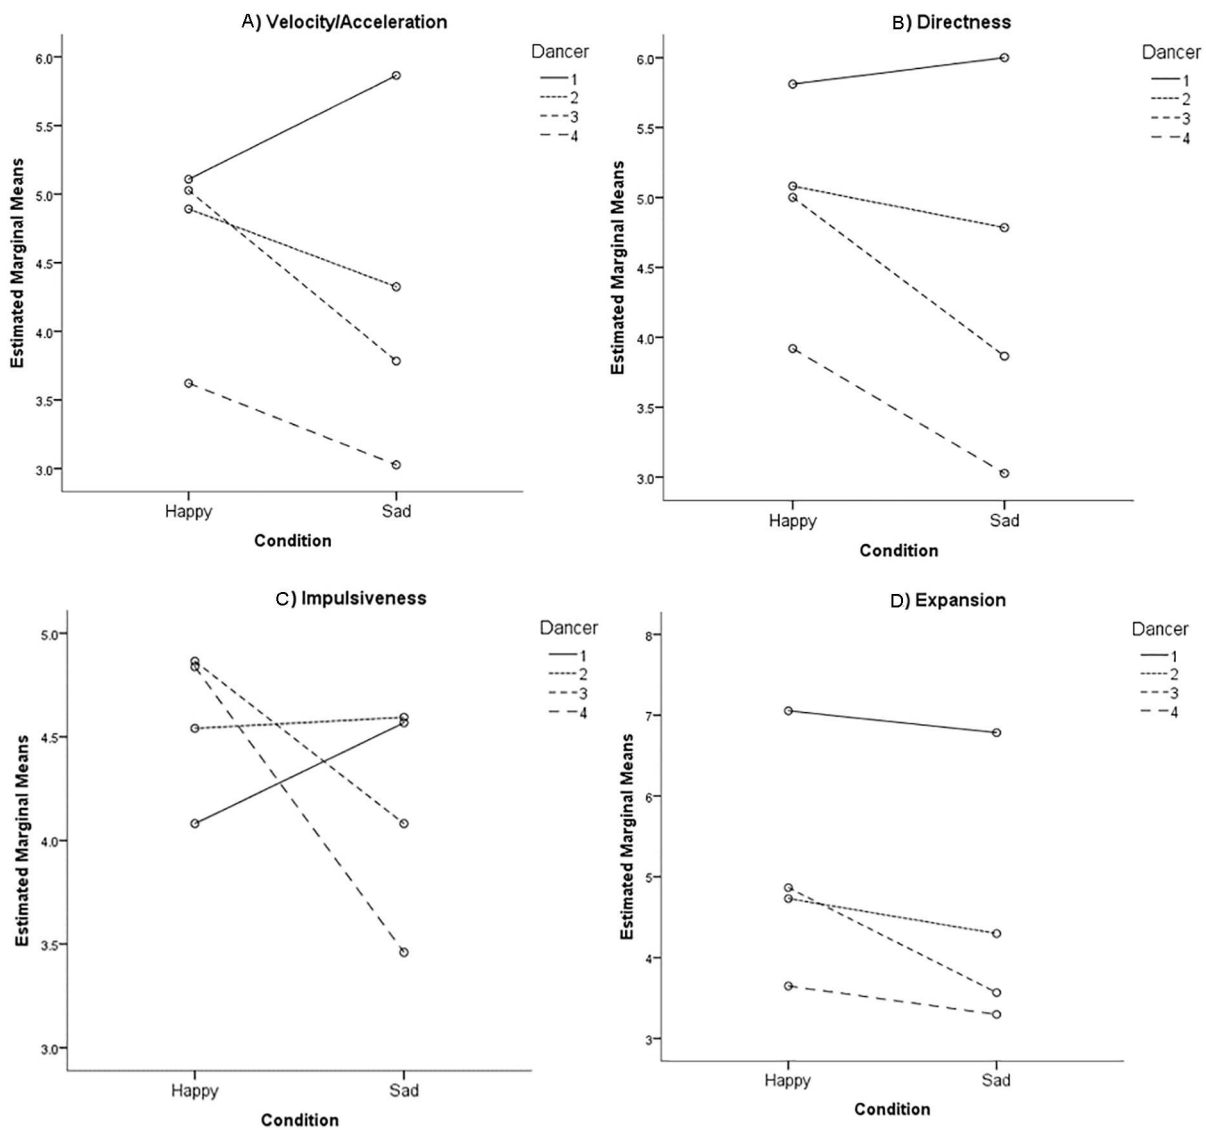 A) Velocity/Acceleration
Dancer
1
2
3
4
6.0
5.5
5.0
4.5
4.0
3.5
3.0
Estimated Marginal Means
Happy
Sad
Condition
B) Directness
Dancer
1
2
3
4
6.0
5.5
5.0
4.5
4.0
3.5
3.0
Estimated Marginal Means
Happy
Sad
Condition
C) Impulsiveness
Dancer
1
2
3
4
5.0
4.5
4.0
3.5
3.0
Estimated Marginal Means
Happy
Sad
Condition
D) Expansion
Dancer
1
2
3
4
8
7
6
5
4
3
Estimated Marginal Means
Happy
Sad
Condition